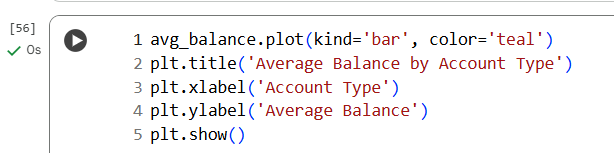 [56]
0s
1 avg_balance.plot(kind='bar', color='teal')
2 plt.title('Average Balance by Account Type')
3 plt.xlabel('Account Type')
4 plt.ylabel('Average Balance')
5 plt.show()